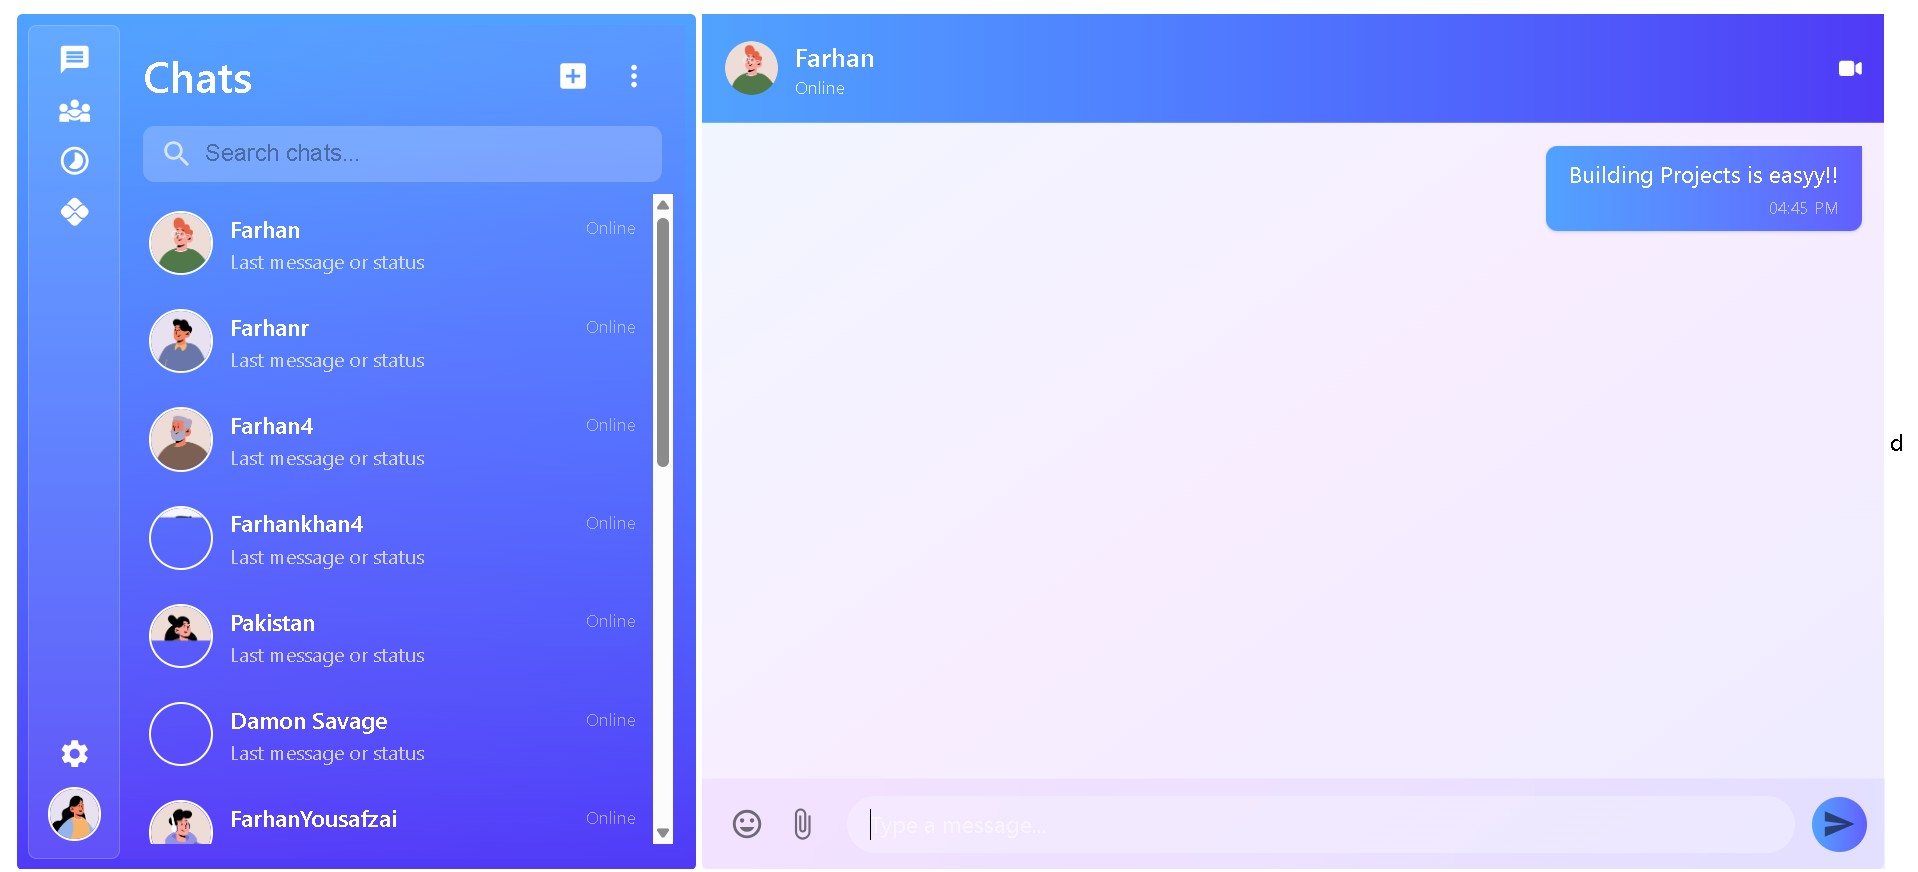 Chats
Search chats...
Farhan
Online
Last message or status
Farhanr
Online
Last message or status
Farhan4
Online
Last message or status
Farhankhan4
Online
Last message or status
Pakistan
Online
Last message or status
Damon Savage
Online
Last message or status
FarhanYousafzai
Online
Farhan
Online
Building Projects is easyy!!
04:45 PM
Type a message...
d